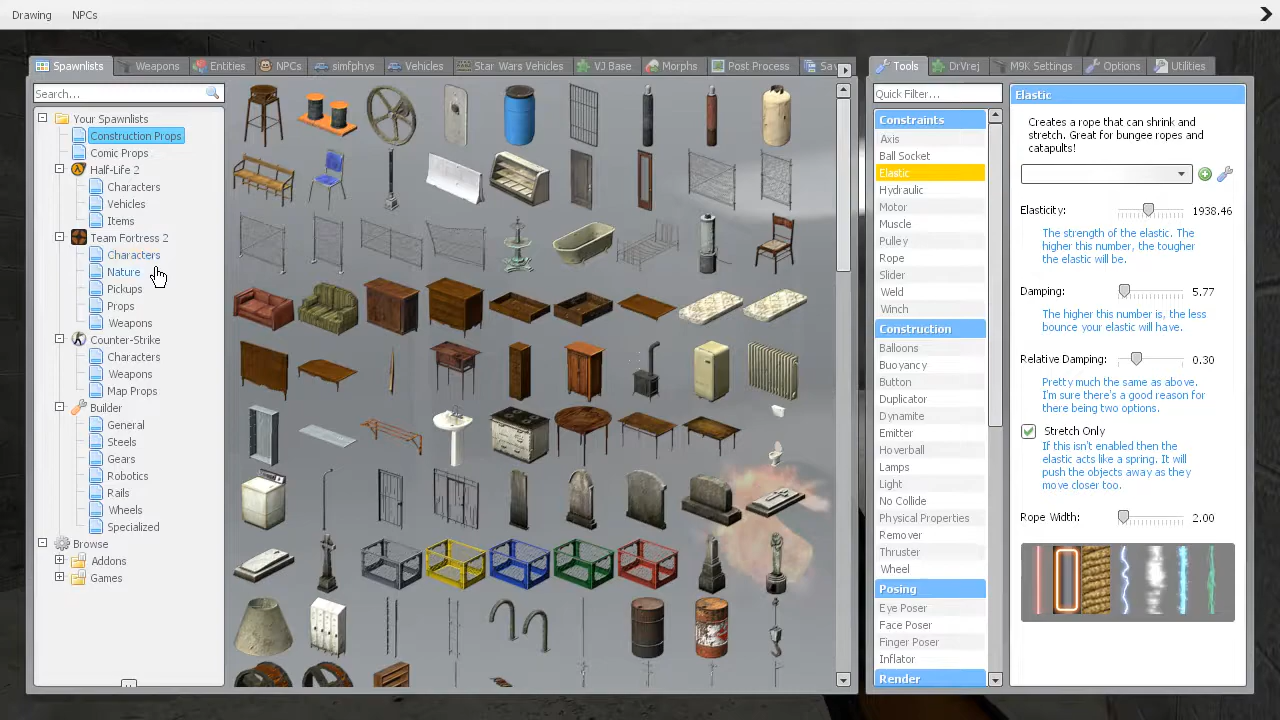 Drawing NPCs
Spawnlists Weapons Entities NPCs simfphys Vehicles Star Wars Vehicles VJ Base Morphs Post Process Sav
Search...
Your Spawnlists
Construction Props
Comic Props
Half-Life 2
Characters
Vehicles
Items
Team Fortress 2
Characters
Nature
Pickups
Props
Weapons
Counter-Strike
Characters
Weapons
Map Props
Builder
General
Steels
Gears
Robotics
Rails
Wheels
Specialized
Browse
Addons
Games
Tools DrVrej M9K Settings Options Utilities
Quick Filter...
Constraints
Axis
Ball Socket
Elastic
Hydraulic
Motor
Muscle
Pulley
Rope
Slider
Weld
Winch
Construction
Balloons
Buoyancy
Button
Duplicator
Dynamite
Emitter
Hoverball
Lamps
Light
No Collide
Physical Properties
Remover
Thruster
Wheel
Posing
Eye Poser
Face Poser
Finger Poser
Inflator
Render
Elastic
Creates a rope that can shrink and
stretch. Great for bungee ropes and
catapults!
Elasticity: 1938.46
The strength of the elastic. The
higher this number, the tougher
the elastic will be.
Damping: 5.77
The higher this number is, the less
bounce your elastic will have.
Relative Damping: 0.30
Pretty much the same as above.
I'm sure there's a good reason for
there being two options.
Stretch Only
If this isn't enabled then the
elastic acts like a spring. It will
push the objects away as they
move closer too.
Rope Width: 2.00